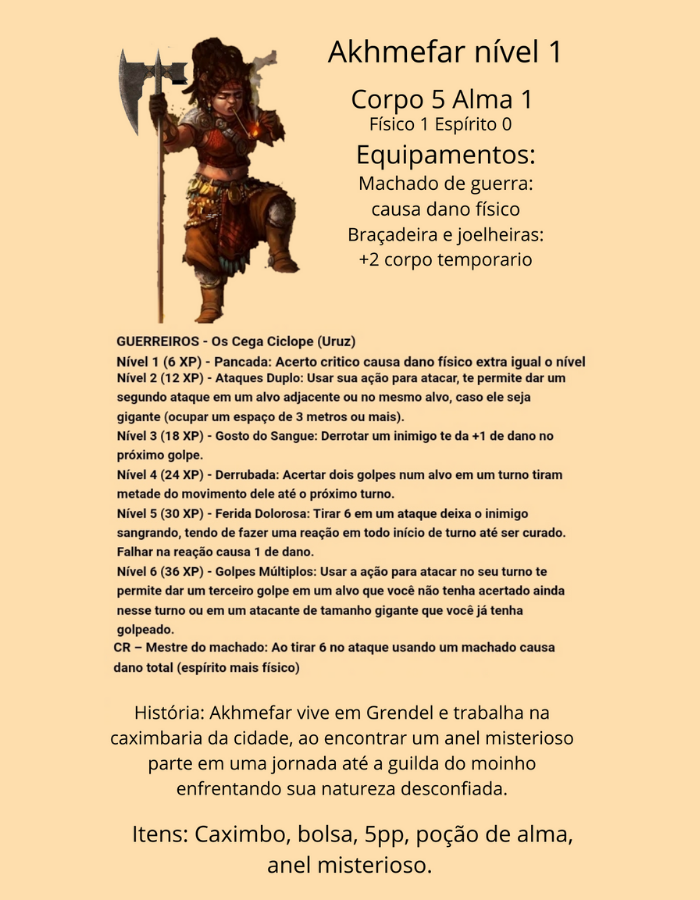 Akhmefar nível 1
Corpo 5 Alma 1
Físico 1 Espírito 0
Equipamentos:
Machado de guerra:
causa dano físico
Braçadeira e joelheiras:
+2 corpo temporario
GUERREIROS - Os Cega Ciclope (Uruz)
Nível 1 (6 XP) - Pancada: Acerto critico causa dano físico extra igual o nível
Nível 2 (12 XP) - Ataques Duplo: Usar sua ação para atacar, te permite dar um
segundo ataque em um alvo adjacente ou no mesmo alvo, caso ele seja
gigante (ocupar um espaço de 3 metros ou mais).
Nível 3 (18 XP) - Gosto do Sangue: Derrotar um inimigo te da +1 de dano no
próximo golpe.
Nível 4 (24 XP) - Derrubada: Acertar dois golpes num alvo em um turno tiram
metade do movimento dele até o próximo turno.
Nível 5 (30 XP) - Ferida Dolorosa: Tirar 6 em um ataque deixa o inimigo
sangrando, tendo de fazer uma reação em todo início de turno até ser curado.
Falhar na reação causa 1 de dano.
Nível 6 (36 XP) - Golpes Múltiplos: Usar a ação para atacar no seu turno te
permite dar um terceiro golpe em um alvo que você não tenha acertado ainda
nesse turno ou em um atacante de tamanho gigante que você já tenha
golpeado.
CR – Mestre do machado: Ao tirar 6 no ataque usando um machado causa
dano total (espírito mais físico)
História: Akhmefar vive em Grendel e trabalha na
caximbaria da cidade, ao encontrar um anel misterioso
parte em uma jornada até a guilda do moinho
enfrentando sua natureza desconfiada.
Itens: Caximbo, bolsa, 5pp, poção de alma,
anel misterioso.